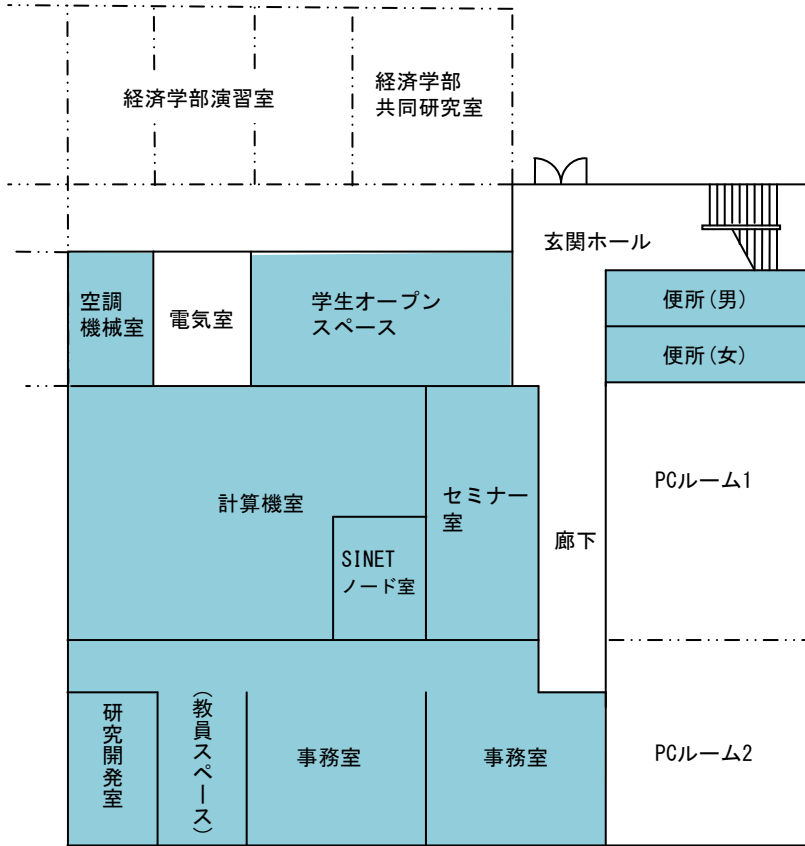 経済学部演習室
経済学部
共同研究室
玄関ホール
空調
機械室
電気室
学生オープン
スペース
便所(男)
便所(女)
計算機室
セミナー
室
SINET
ノード室
廊下
PCルーム1
研究開発室
(教員スペース)
事務室
事務室
PCルーム2